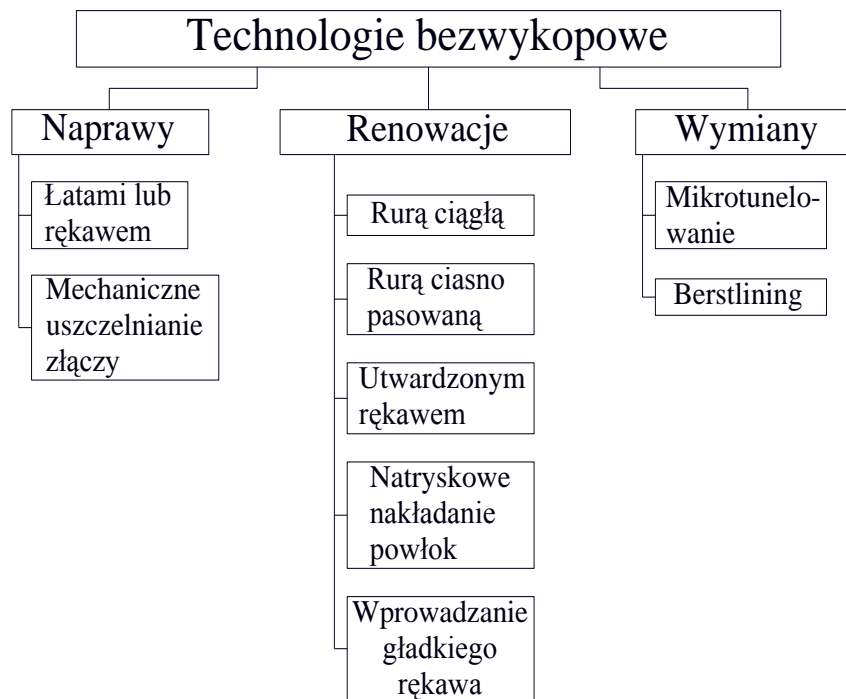 Technologie bezwykopowe
Naprawy
Łatami lub
rękawem
Mechaniczne
uszczelnianie
złączy
Renowacje
Rurą ciągłą
Rurą ciasno
pasowaną
Utwardzonym
rękawem
Natryskowe
nakładanie
powłok
Wprowadzanie
gładkiego
rękawa
Wymiany
Mikrotunelo-
wanie
Berstlining